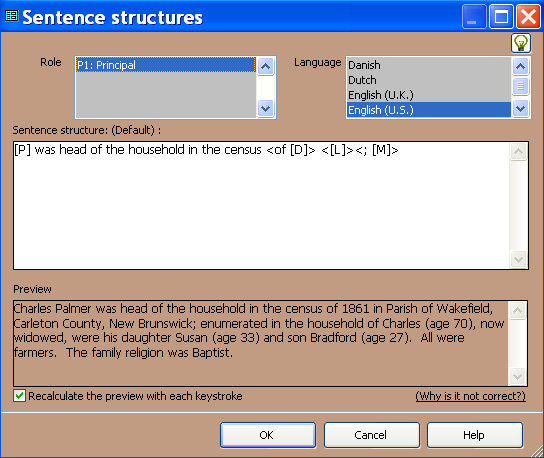 Sentence structures
Role
P1: Principal
Language
Danish
Dutch
English (U.K.)
English (U.S.)
Sentence structure: (Default) :
[P] was head of the household in the census <of [D]> <[L]><; [M]>
Preview
Charles Palmer was head of the household in the census of 1861 in Parish of Wakefield,
Carleton County, New Brunswick; enumerated in the household of Charles (age 70), now
widowed, were his daughter Susan (age 33) and son Bradford (age 27).  All were
farmers.  The family religion was Baptist.
Recalculate the preview with each keystroke
(Why is it not correct?)
OK
Cancel
Help